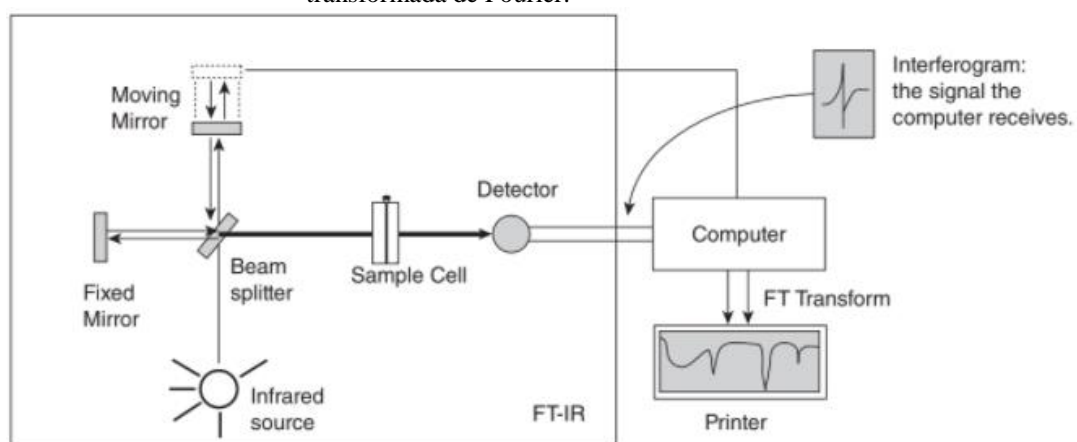 transformada de Fourier.
Moving
Mirror
Interferogram:
the signal the
computer receives.
Detector
Computer
Sample Cell
Beam
splitter
Fixed
Mirror
FT Transform
Infrared
source
FT-IR
Printer